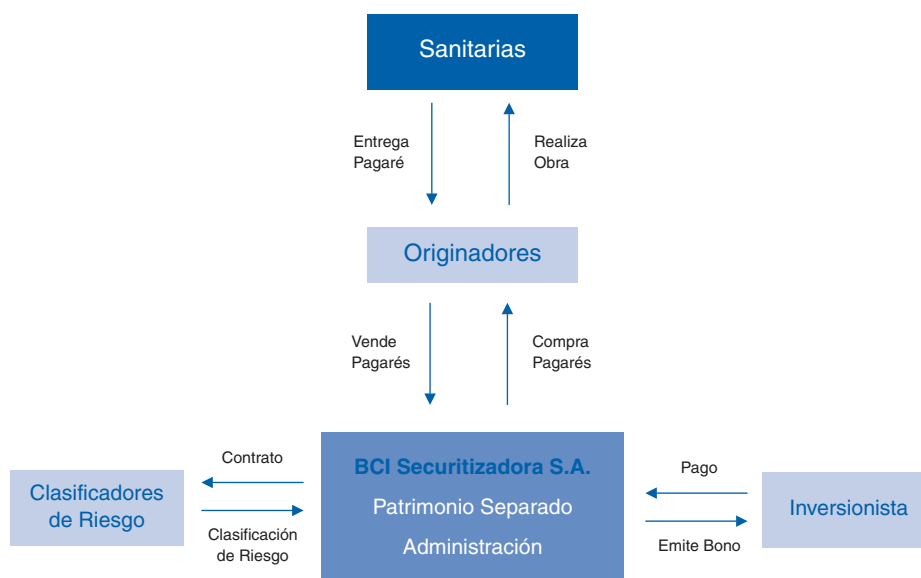 Sanitarias
Entrega
Pagaré
Realiza
Obra
Originadores
Vende
Pagarés
Compra
Pagarés
Clasificadores
de Riesgo
Contrato
Clasificación
de Riesgo
BCI Securitizadora S.A.
Patrimonio Separado
Administración
Pago
Emite Bono
Inversionista